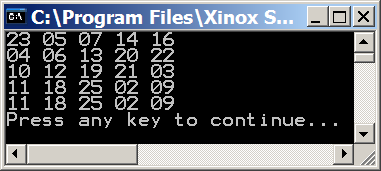 C:\Program Files\Xinox S...
23 05 07 14 16
04 06 13 20 22
10 12 19 21 03
11 18 25 02 09
11 18 25 02 09
Press any key to continue...